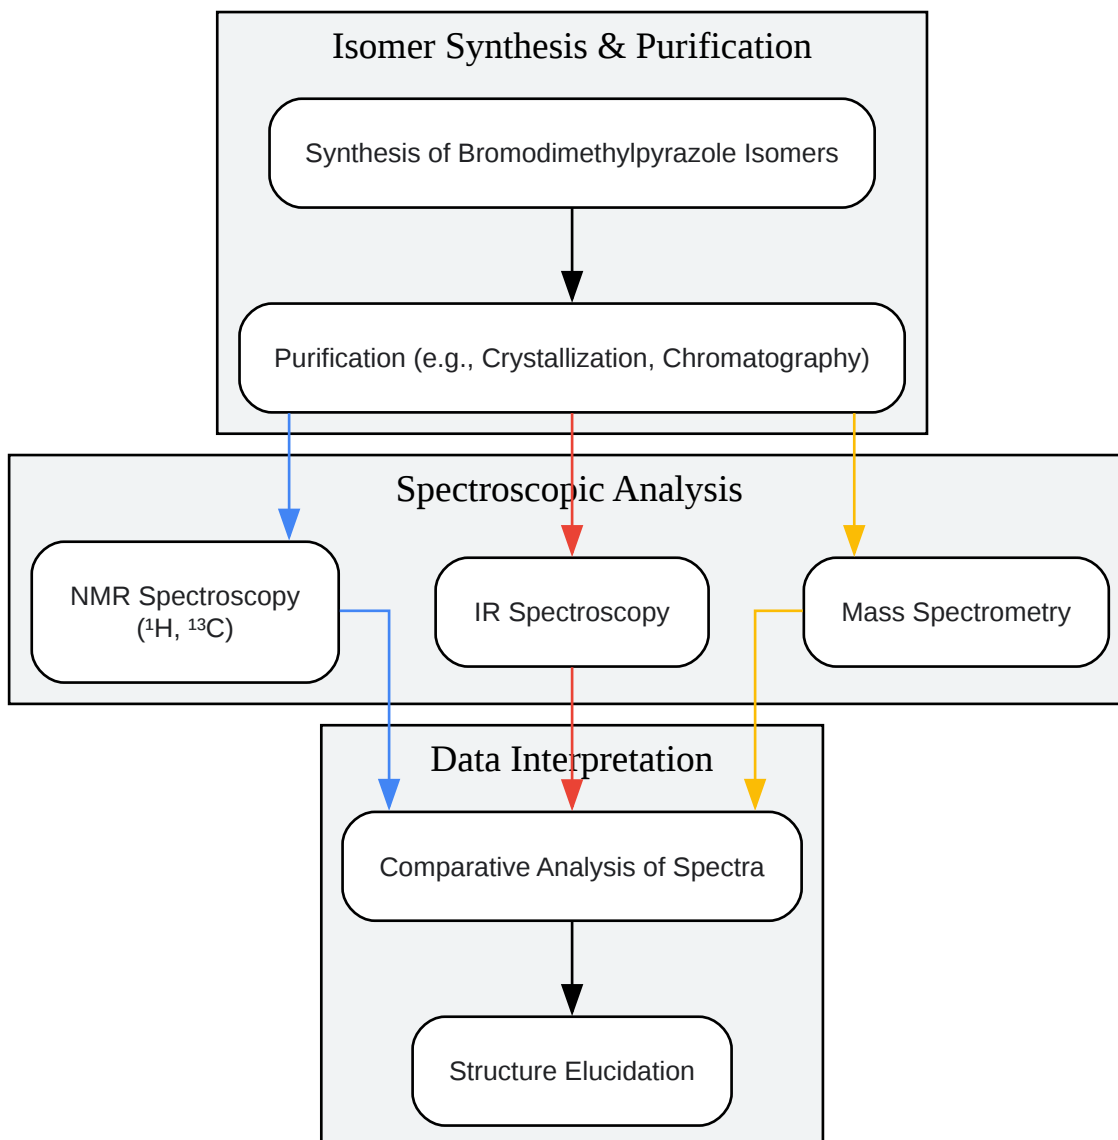 Isomer Synthesis & Purification
Synthesis of Bromodimethylpyrazole Isomers
Purification (e.g., Crystallization, Chromatography)
Spectroscopic Analysis
NMR Spectroscopy
(¹H, ¹³C)
IR Spectroscopy
Mass Spectrometry
Data Interpretation
Comparative Analysis of Spectra
Structure Elucidation